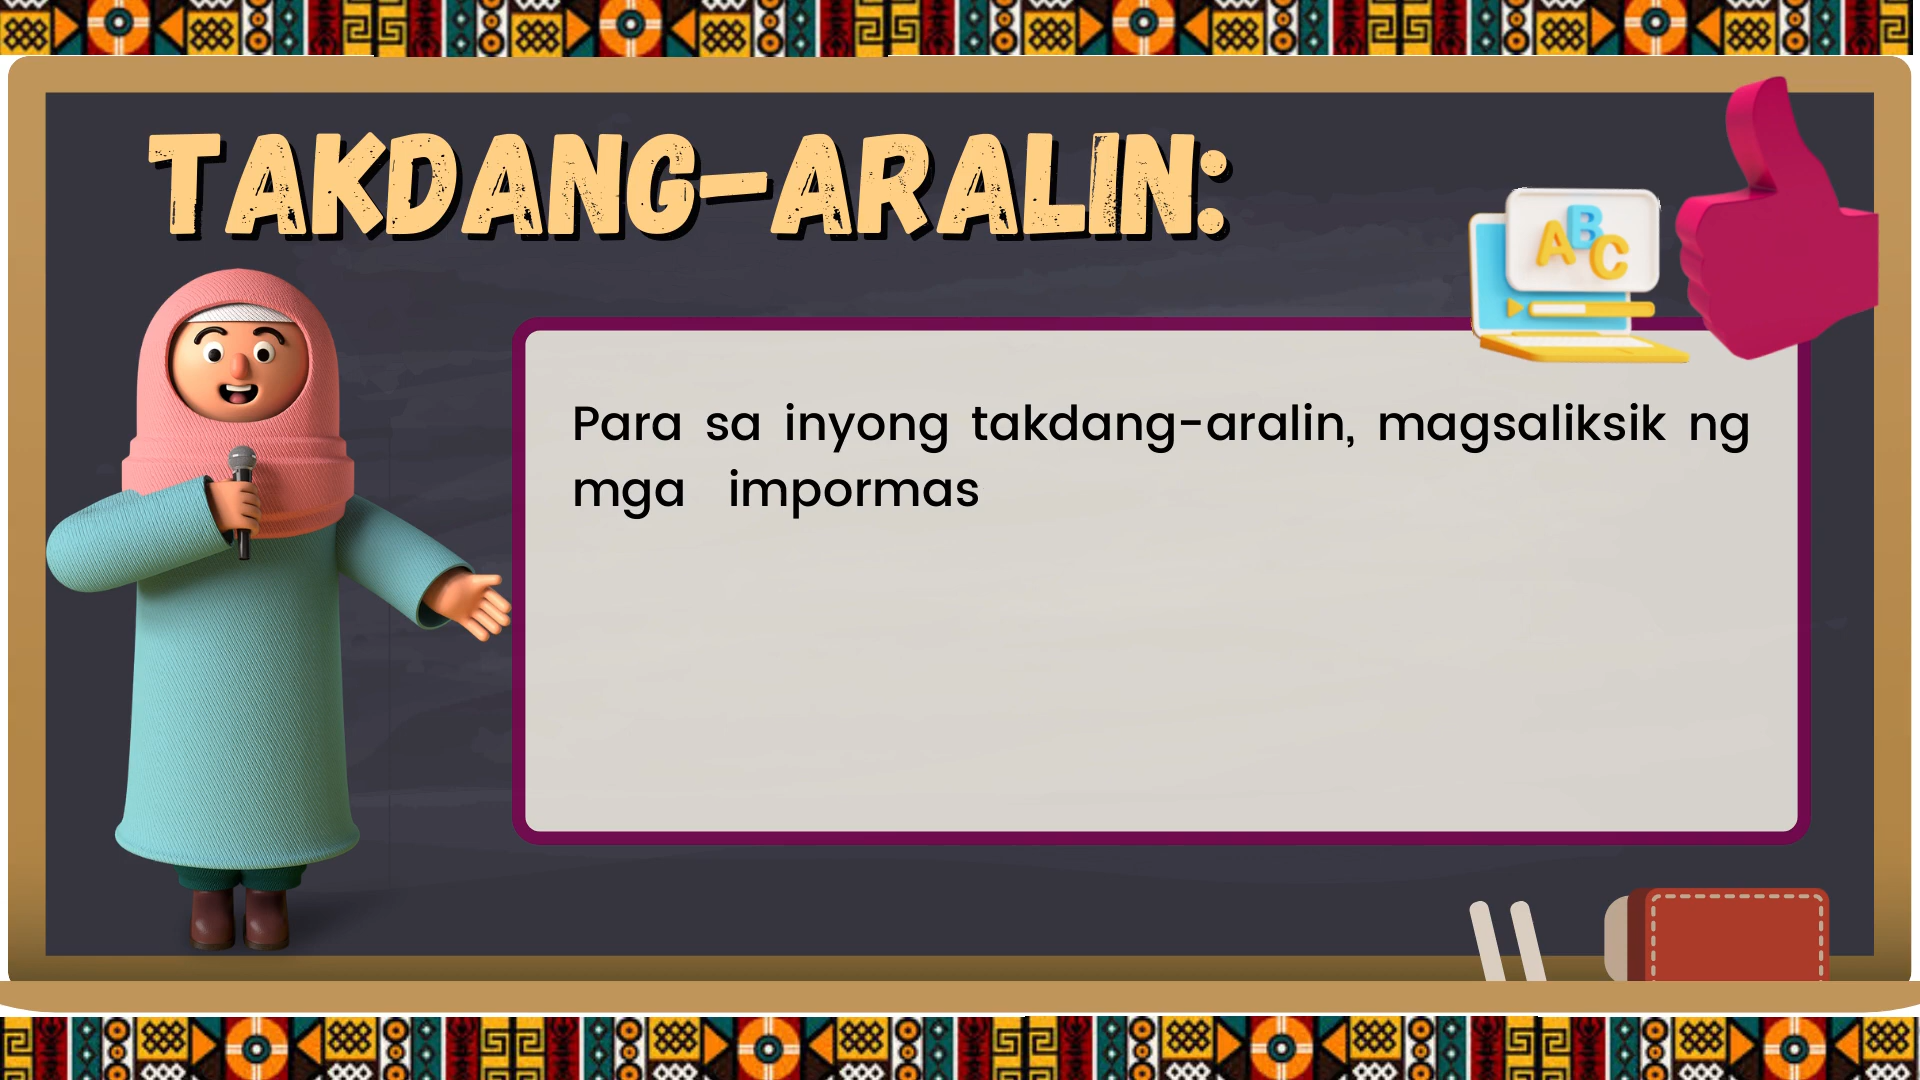 TAKDANG-ARALIN:
ABC
Para sa inyong takdang-aralin, magsaliksik ng
mga impormas